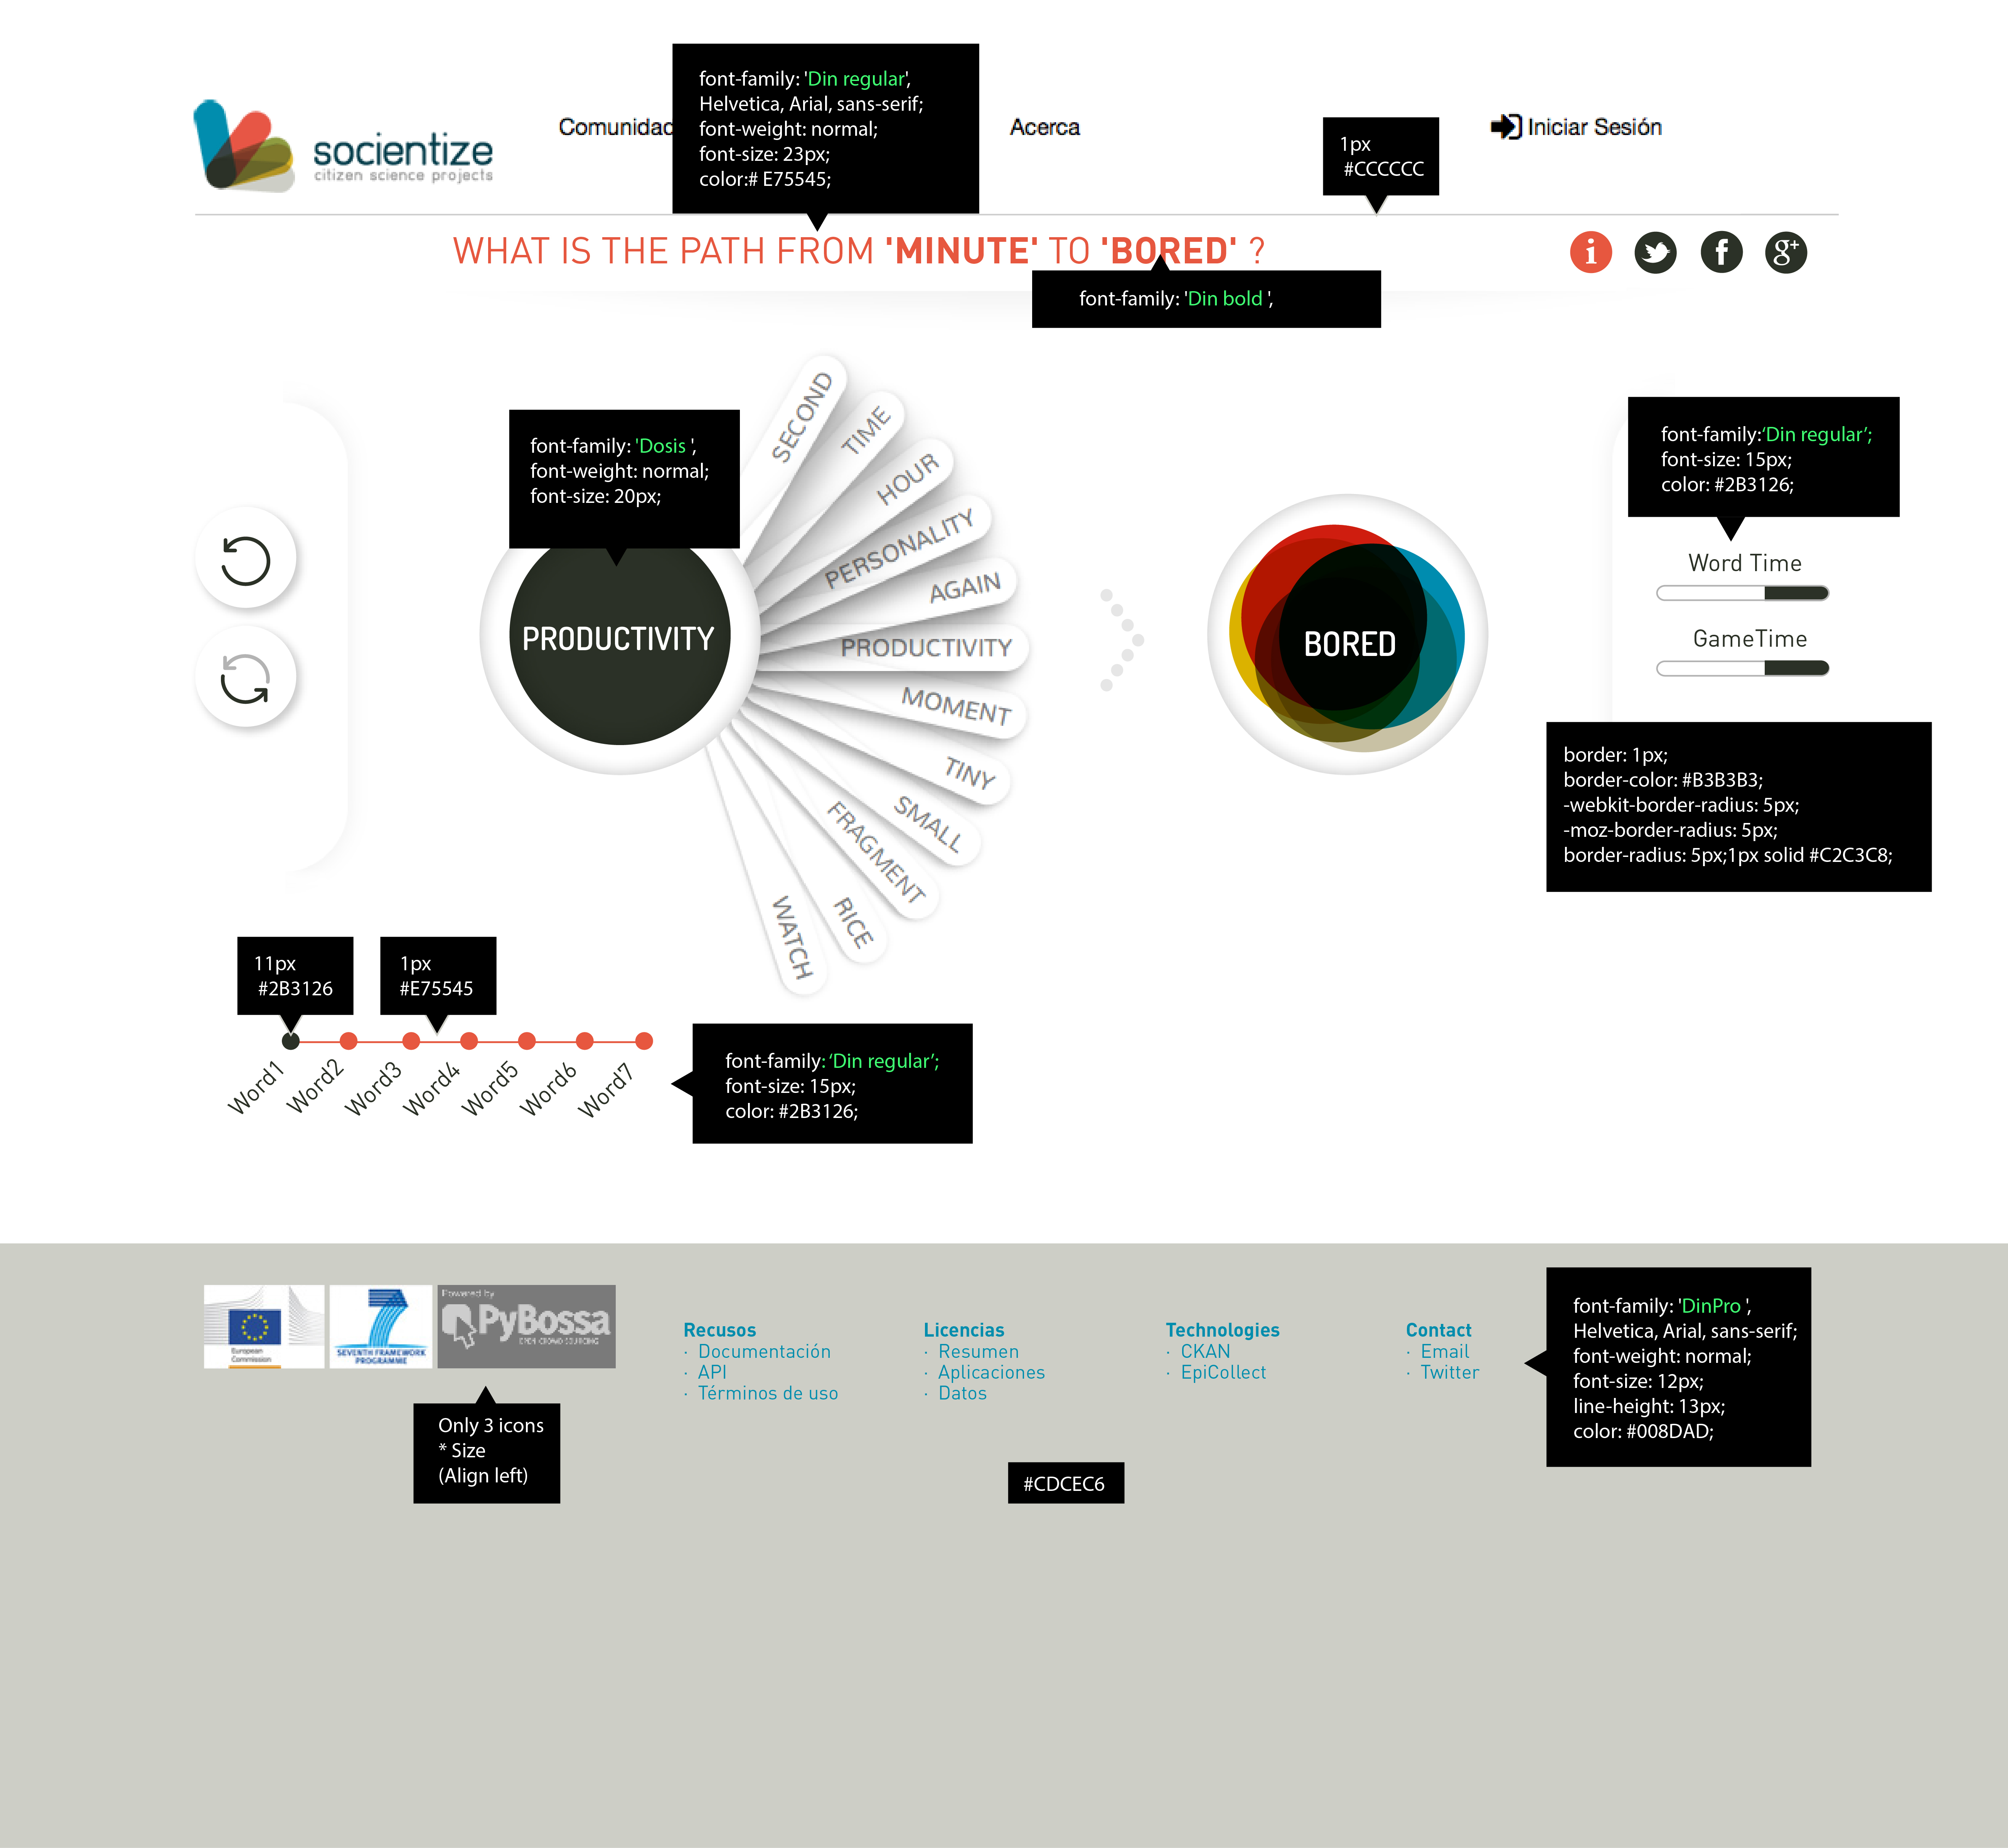 font-family: 'Din regular',
Helvetica, Arial, sans-serif;
font-weight: normal;
font-size: 23px;
color:# E75545;
socientize
citizen science projects
Comunidad
Acerca
1px
#CCCCCC
Iniciar Sesión
WHAT IS THE PATH FROM 'MINUTE' TO 'BORED' ?
i
f
g+
font-family: 'Din bold ',
font-family: 'Dosis ',
font-weight: normal;
font-size: 20px;
PRODUCTIVITY
SECOND
TIME
HOUR
PERSONALITY
AGAIN
PRODUCTIVITY
MOMENT
TINY
SMALL
FRAGMENT
RICE
WATCH
BORED
font-family:‘Din regular’;
font-size: 15px;
color: #2B3126;
Word Time
GameTime
border: 1px;
border-color: #B3B3B3;
-webkit-border-radius: 5px;
-moz-border-radius: 5px;
border-radius: 5px;1px solid #C2C3C8;
11px
#2B3126
1px
#E75545
Word1
Word2
Word3
Word4
Word5
Word6
Word7
font-family: ‘Din regular’;
font-size: 15px;
color: #2B3126;
European
Commission
7
SEVENTH FRAMEWORK
PROGRAMME
Powered by
PyBossa
OPEN CROWD SOURCING
Only 3 icons
* Size
(Align left)
Recusos
· Documentación
· API
· Términos de uso
Licencias
· Resumen
· Aplicaciones
· Datos
Technologies
· CKAN
· EpiCollect
Contact
· Email
· Twitter
font-family: 'DinPro ',
Helvetica, Arial, sans-serif;
font-weight: normal;
font-size: 12px;
line-height: 13px;
color: #008DAD;
#CDCEC6